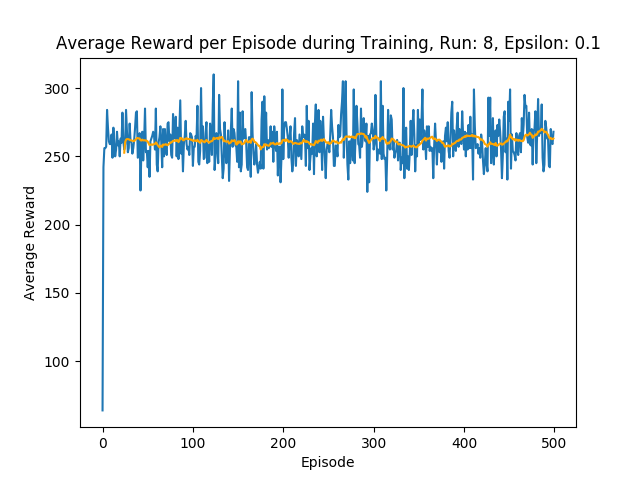 Average Reward per Episode during Training, Run: 8, Epsilon: 0.1
300
250
200
150
100
Average Reward
0 100 200 300 400 500
Episode